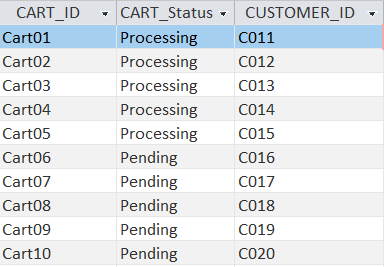 CART_ID CART_Status CUSTOMER_ID
Cart01 Processing C011
Cart02 Processing C012
Cart03 Processing C013
Cart04 Processing C014
Cart05 Processing C015
Cart06 Pending C016
Cart07 Pending C017
Cart08 Pending C018
Cart09 Pending C019
Cart10 Pending C020